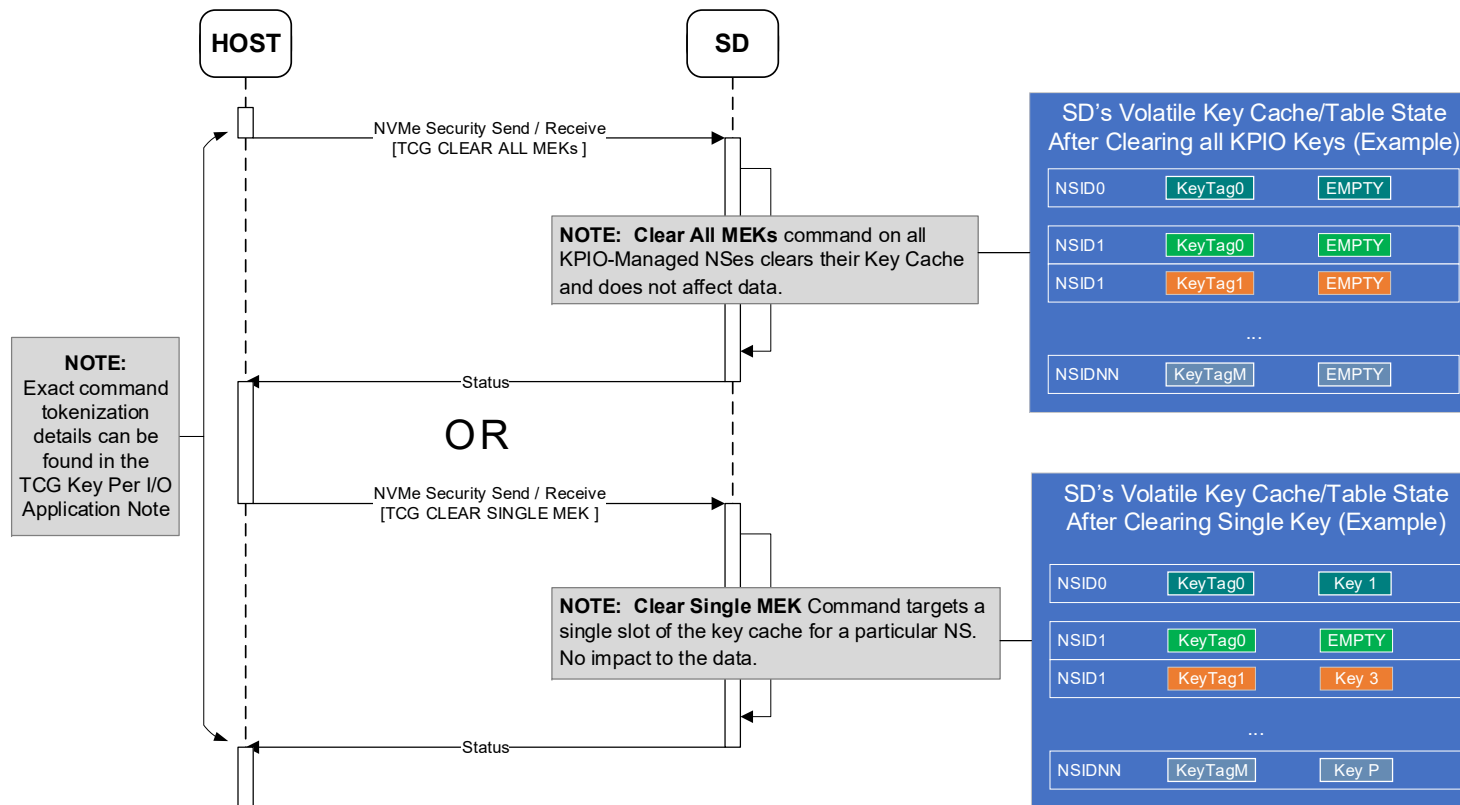 HOST
SD
NVMe Security Send / Receive
[TCG CLEAR ALL MEKs ]
NOTE:  Clear All MEKs command on all
KPIO-Managed NSes clears their Key Cache
and does not affect data.
SD's Volatile Key Cache/Table State
After Clearing all KPIO Keys (Example)
NSID0 KeyTag0 EMPTY
NSID1 KeyTag0 EMPTY
NSID1 KeyTag1 EMPTY
...
NSIDNN KeyTagM EMPTY
NOTE:
Exact command
tokenization
details can be
found in the
TCG Key Per I/O
Application Note
Status
OR
NVMe Security Send / Receive
[TCG CLEAR SINGLE MEK ]
NOTE:  Clear Single MEK Command targets a
single slot of the key cache for a particular NS.
No impact to the data.
SD's Volatile Key Cache/Table State
After Clearing Single Key (Example)
NSID0 KeyTag0 Key 1
NSID1 KeyTag0 EMPTY
NSID1 KeyTag1 Key 3
...
NSIDNN KeyTagM Key P
Status